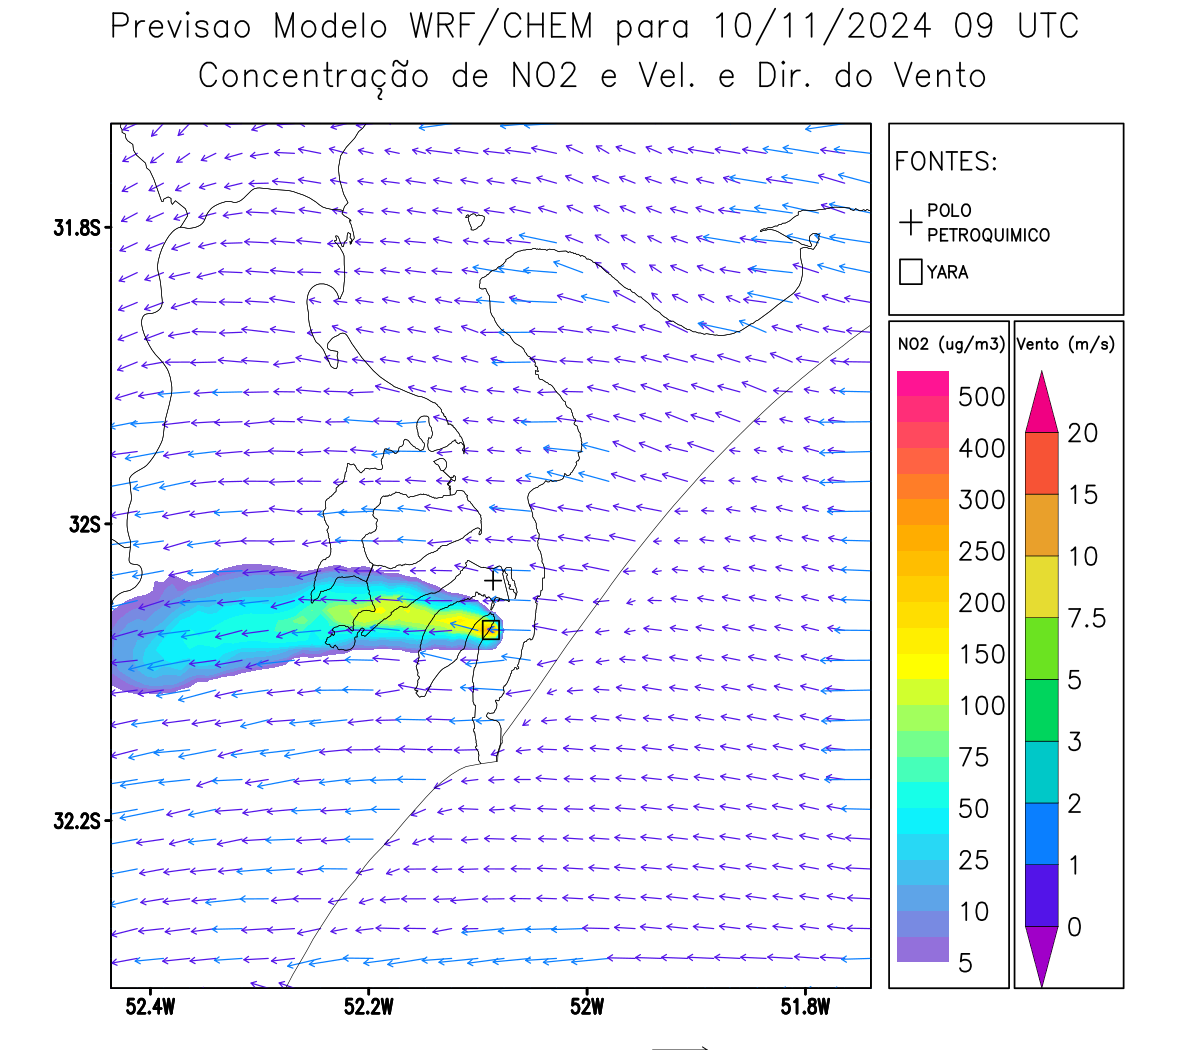 Previsao Modelo WRF/CHEM para 10/11/2024 09 UTC
Concentração de NO2 e Vel. e Dir. do Vento
FONTES:
POLO
PETROQUIMICO
YARA
NO2 (ug/m3)
500
400
300
250
200
150
100
75
50
25
10
5
Vento (m/s)
20
15
10
7.5
5
3
2
1
0
31.8S
32S
32.2S
52.4W
52.2W
52W
51.8W